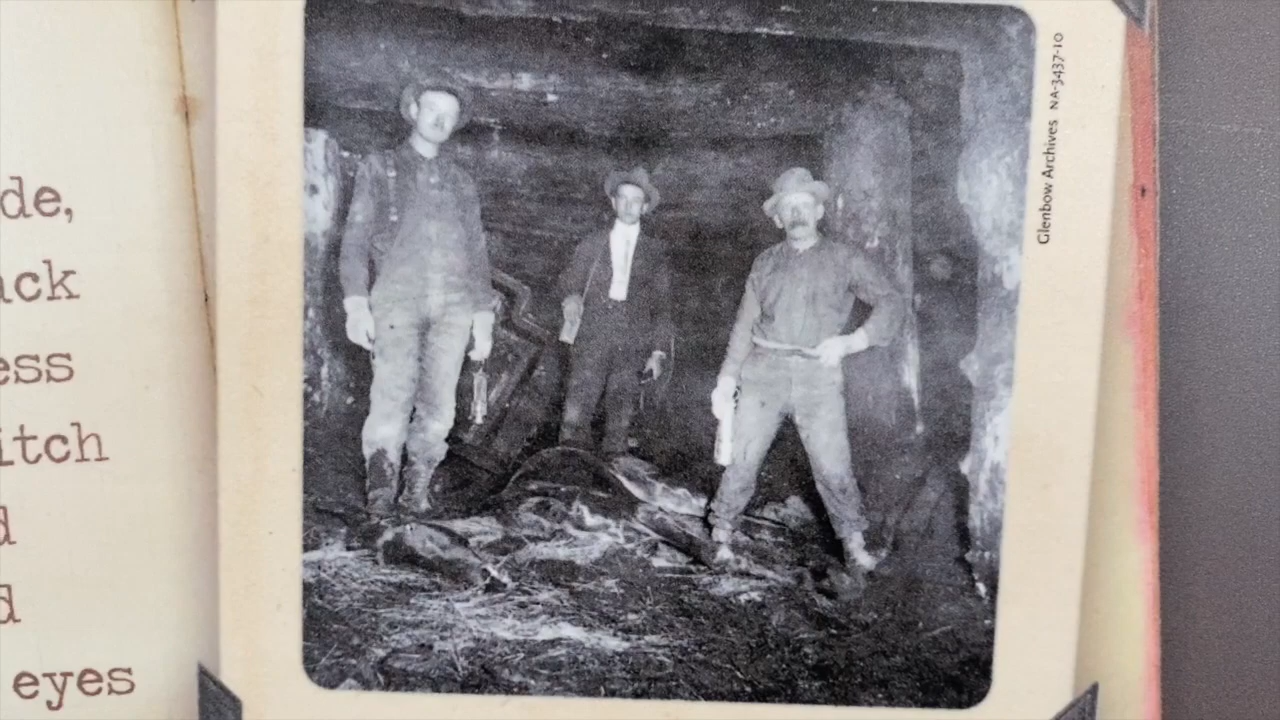 de,
ack
ess
itch
d
d
eyes
Glenbow Archives NA-3437-10